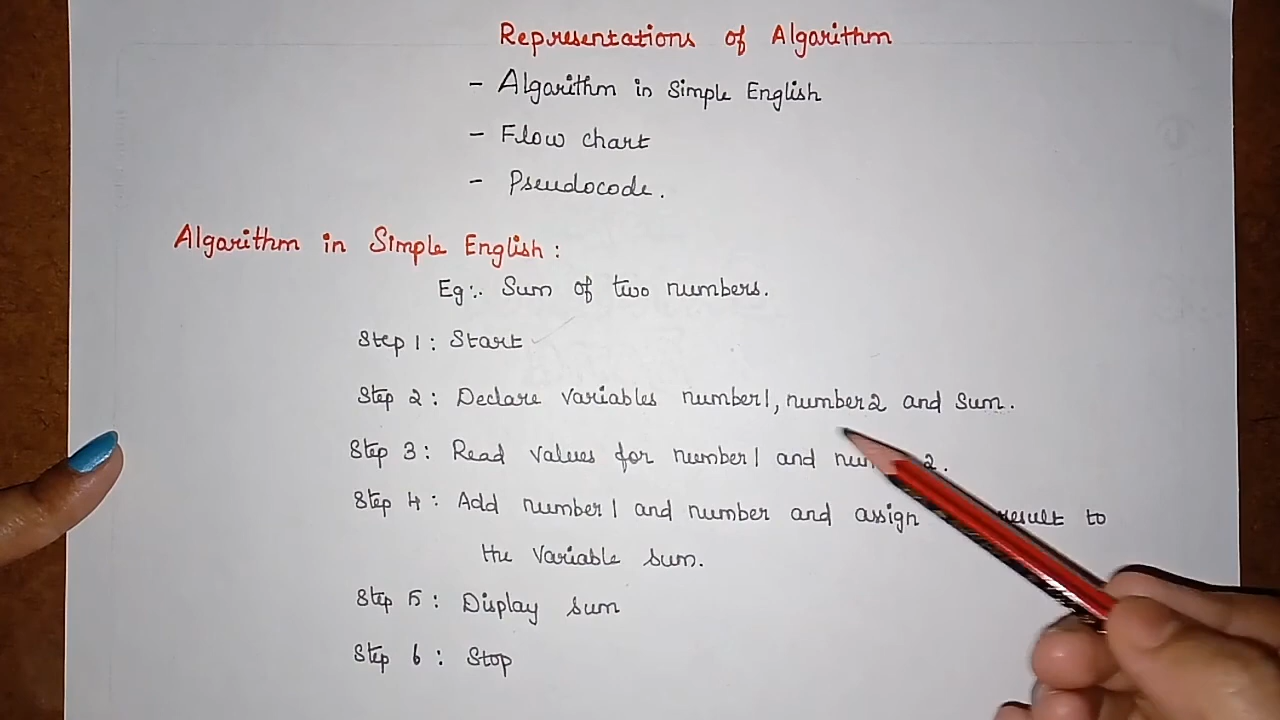 Representations of Algorithm
- Algorithm in Simple English
- Flow chart
- Pseudocode.
Algorithm in Simple English :
Eg:. Sum of two numbers.
Step 1 : Start
Step 2 : Declare variables number1, number2 and sum.
Step 3 : Read values for number1 and 2.
Step 4 : Add number1 and number and assign result to
the variable sum.
Step 5 : Display sum
Step 6 : Stop